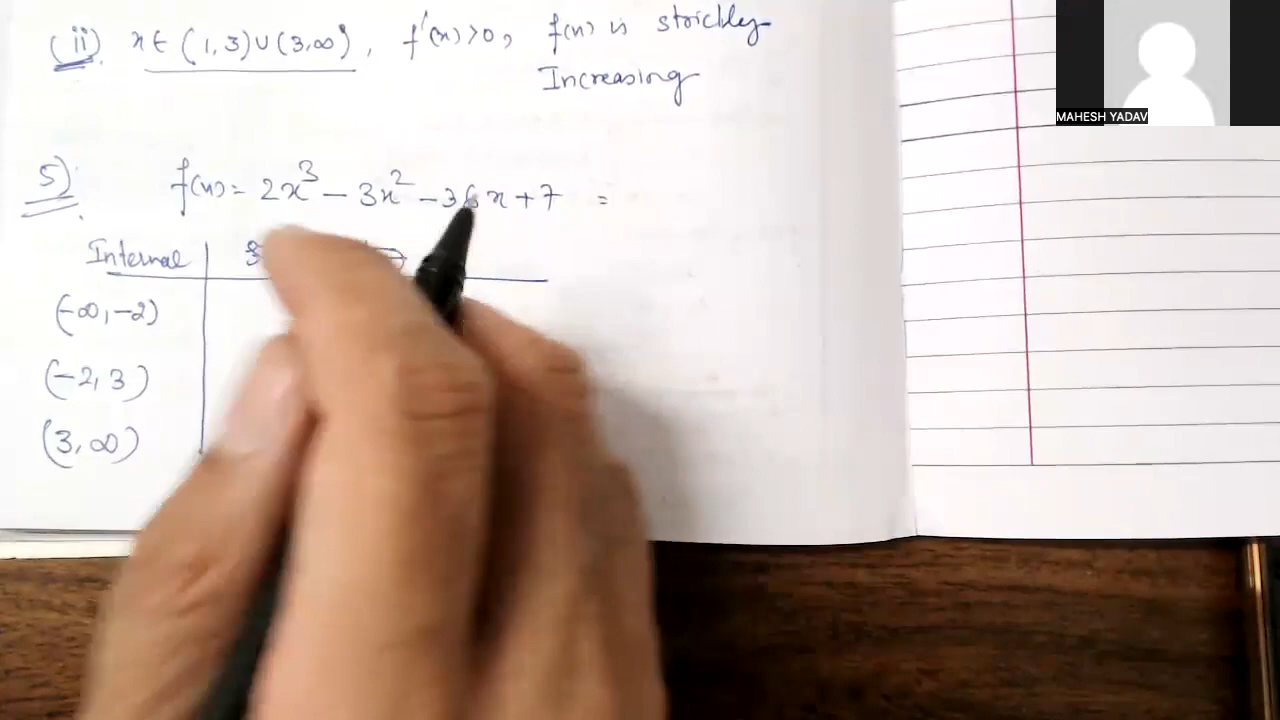 (ii) x ∈ (1, 3) ∪ (3, ∞), f'(x) > 0, f(x) is strictly
Increasing
MAHESH YADAV
5). f(x) = 2x³ - 3x² - 36x + 7 =
Interval
(-∞, -2)
(-2, 3)
(3, ∞)